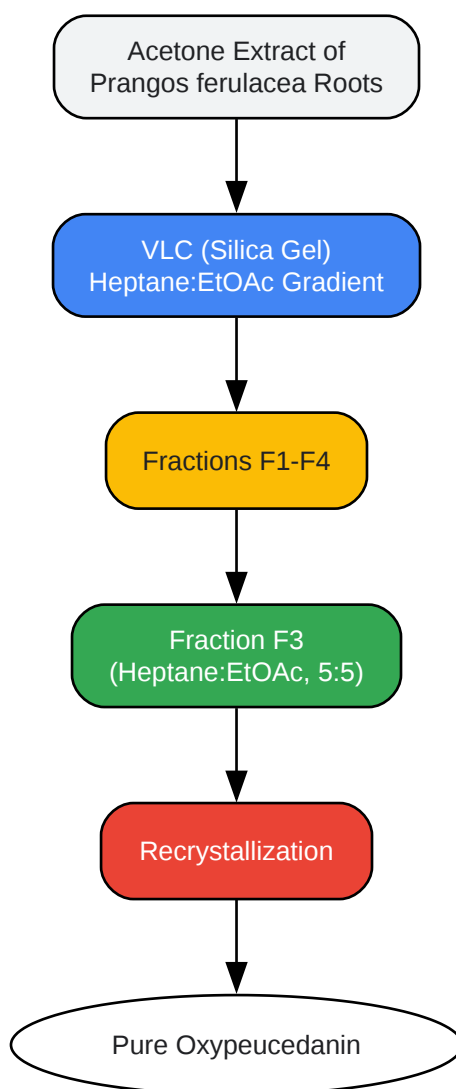 Acetone Extract of
Prangos ferulacea Roots
VLC (Silica Gel)
Heptane:EtOAc Gradient
Fractions F1-F4
Fraction F3
(Heptane:EtOAc, 5:5)
Recrystallization
Pure Oxypeucedanin